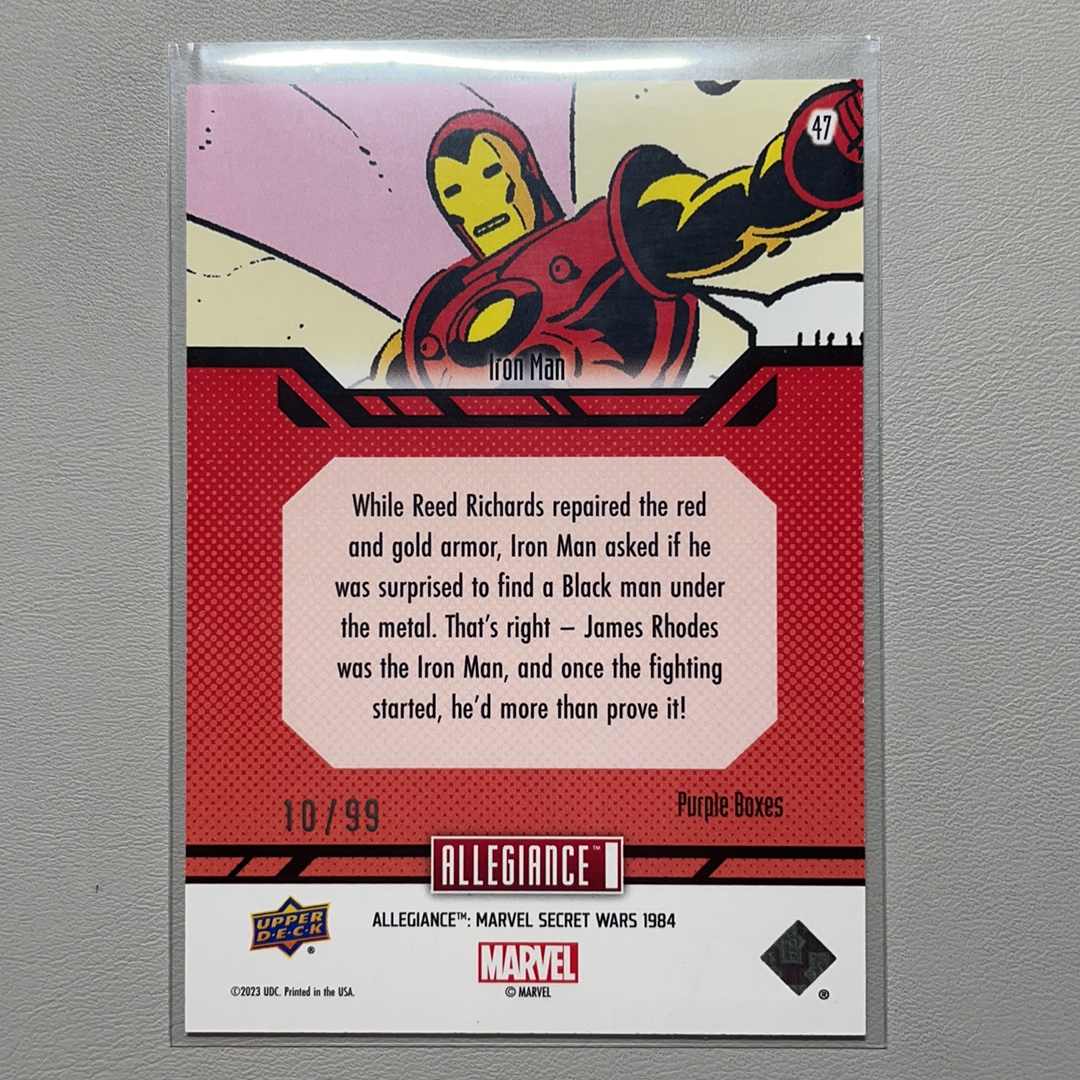 47
Iron Man
While Reed Richards repaired the red
and gold armor, Iron Man asked if he
was surprised to find a Black man under
the metal. That's right – James Rhodes
was the Iron Man, and once the fighting
started, he'd more than prove it!
10/99
Purple Boxes
ALLEGIANCE™
UPPER
D·E·C·K
®
ALLEGIANCE™: MARVEL SECRET WARS 1984
MARVEL
© MARVEL
©2023 UDC. Printed in the USA.
®